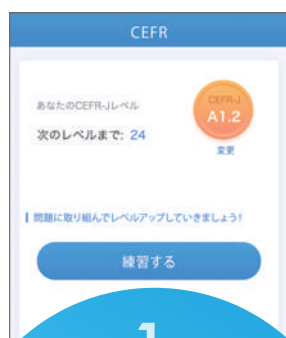 CEFR
あなたのCEFR-Jレベル
次のレベルまで: 24
CEFR-J
A1.2
変更
問題に取り組んでレベルアップしていきましょう!
練習する
1